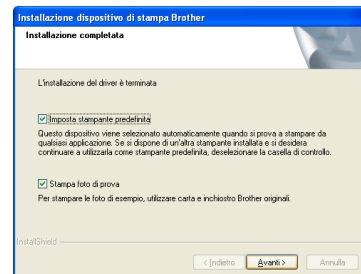 Installazione dispositivo di stampa Brother
Installazione completata
L'installazione del driver è terminata
Imposta stampante predefinita
Questo dispositivo viene selezionato automaticamente quando si prova a stampare da
qualsiasi applicazione. Se si dispone di un'altra stampante installata e si desidera
continuare a utilizzarla come stampante predefinita, deselezionare la casella di controllo.
Stampa foto di prova
Per stampare le foto di esempio, utilizzare carta e inchiostro Brother originali.
InstallShield
< Indietro Avanti > Annulla